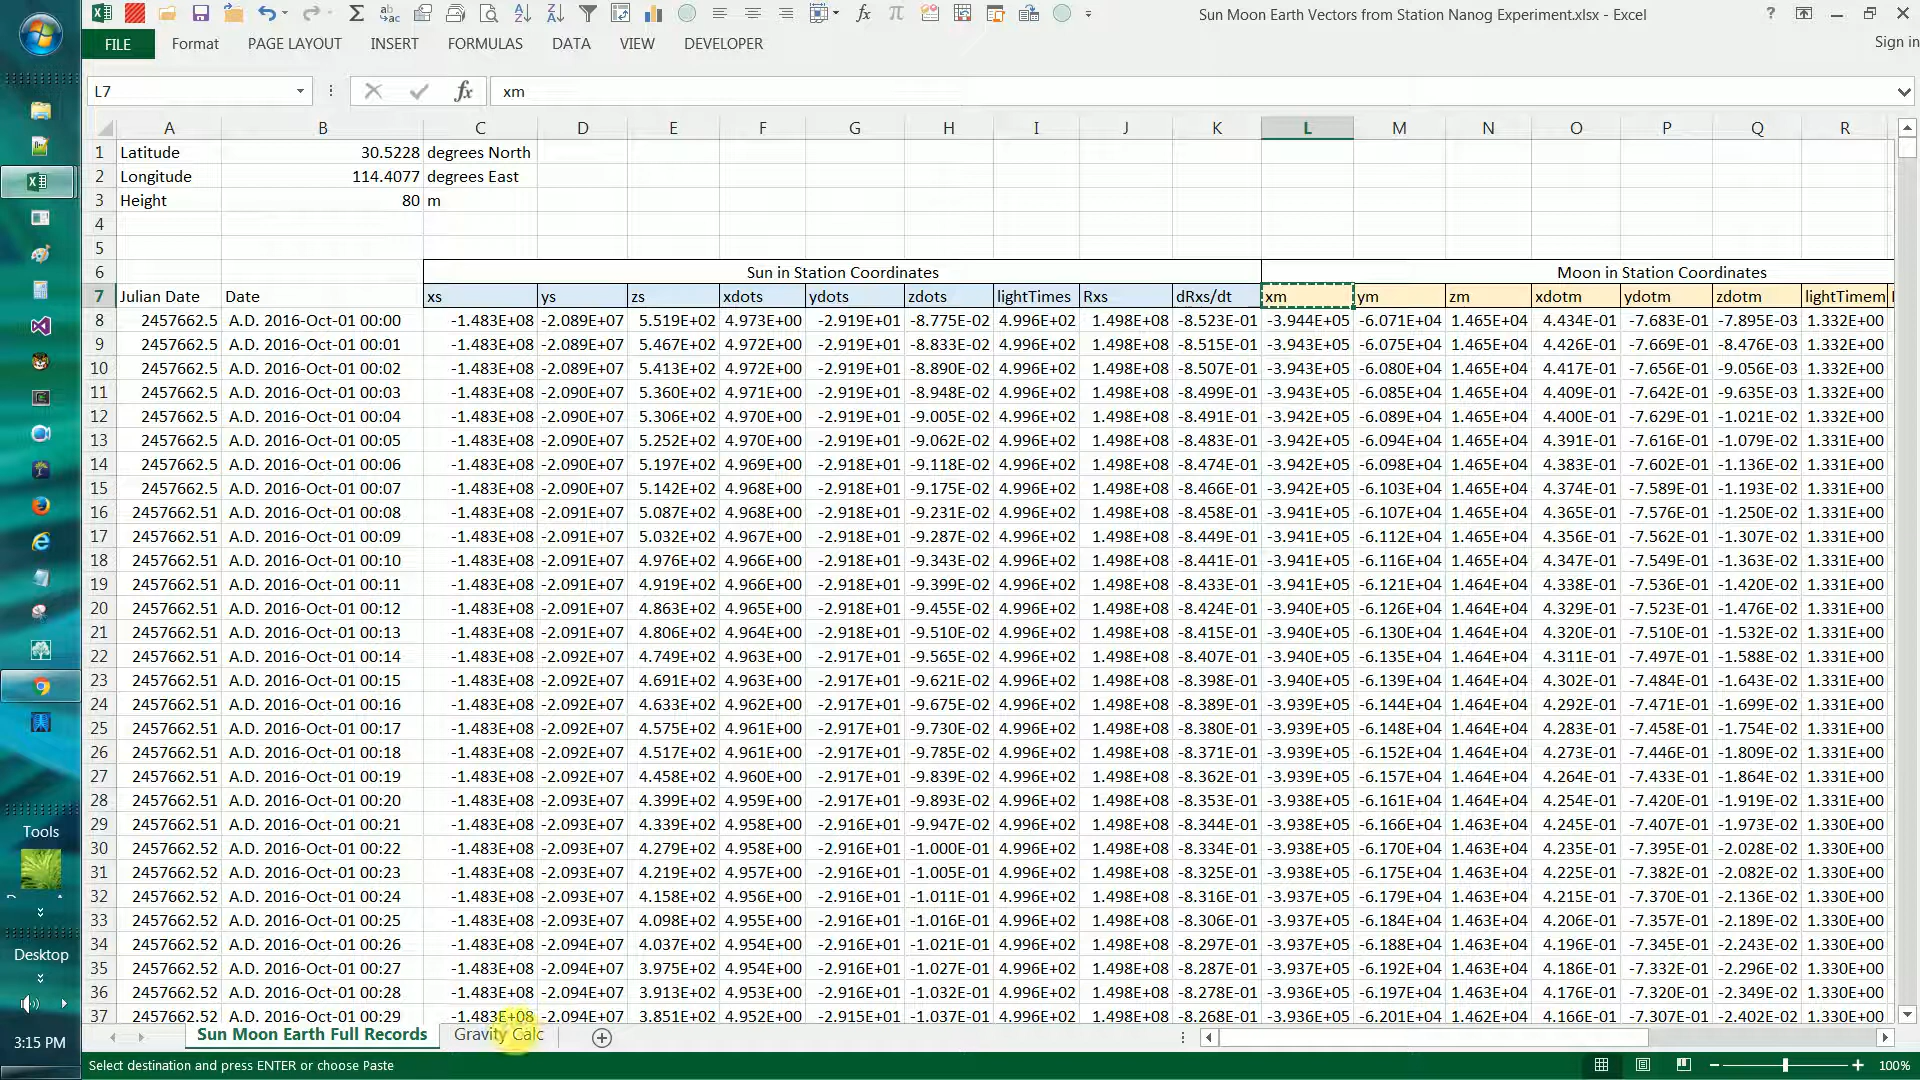 Sun Moon Earth Vectors from Station Nanog Experiment.xlsx - Excel
FILE Format PAGE LAYOUT INSERT FORMULAS DATA VIEW DEVELOPER Sign in
L7 fx xm
A B C D E F G H I J K L M N O P Q R
1 Latitude 30.5228 degrees North
2 Longitude 114.4077 degrees East
3 Height 80 m
4
5
6 Sun in Station Coordinates Moon in Station Coordinates
7 Julian Date Date xs ys zs xdots ydots zdots lightTimes Rxs dRxs/dt xm ym zm xdotm ydotm zdotm lightTimem
8 2457662.5 A.D. 2016-Oct-01 00:00 -1.483E+08 -2.089E+07 5.519E+02 4.973E+00 -2.919E+01 -8.775E-02 4.996E+02 1.498E+08 -8.523E-01 -3.944E+05 -6.071E+04 1.465E+04 4.434E-01 -7.683E-01 -7.895E-03 1.332E+00
9 2457662.5 A.D. 2016-Oct-01 00:01 -1.483E+08 -2.089E+07 5.467E+02 4.972E+00 -2.919E+01 -8.833E-02 4.996E+02 1.498E+08 -8.515E-01 -3.943E+05 -6.075E+04 1.465E+04 4.426E-01 -7.669E-01 -8.476E-03 1.332E+00
10 2457662.5 A.D. 2016-Oct-01 00:02 -1.483E+08 -2.089E+07 5.413E+02 4.972E+00 -2.919E+01 -8.890E-02 4.996E+02 1.498E+08 -8.507E-01 -3.943E+05 -6.080E+04 1.465E+04 4.417E-01 -7.656E-01 -9.056E-03 1.332E+00
11 2457662.5 A.D. 2016-Oct-01 00:03 -1.483E+08 -2.090E+07 5.360E+02 4.971E+00 -2.919E+01 -8.948E-02 4.996E+02 1.498E+08 -8.499E-01 -3.943E+05 -6.085E+04 1.465E+04 4.409E-01 -7.642E-01 -9.635E-03 1.332E+00
12 2457662.5 A.D. 2016-Oct-01 00:04 -1.483E+08 -2.090E+07 5.306E+02 4.970E+00 -2.919E+01 -9.005E-02 4.996E+02 1.498E+08 -8.491E-01 -3.942E+05 -6.089E+04 1.465E+04 4.400E-01 -7.629E-01 -1.021E-02 1.332E+00
13 2457662.5 A.D. 2016-Oct-01 00:05 -1.483E+08 -2.090E+07 5.252E+02 4.970E+00 -2.919E+01 -9.062E-02 4.996E+02 1.498E+08 -8.483E-01 -3.942E+05 -6.094E+04 1.465E+04 4.391E-01 -7.616E-01 -1.079E-02 1.331E+00
14 2457662.5 A.D. 2016-Oct-01 00:06 -1.483E+08 -2.090E+07 5.197E+02 4.969E+00 -2.918E+01 -9.118E-02 4.996E+02 1.498E+08 -8.474E-01 -3.942E+05 -6.098E+04 1.465E+04 4.383E-01 -7.602E-01 -1.136E-02 1.331E+00
15 2457662.5 A.D. 2016-Oct-01 00:07 -1.483E+08 -2.090E+07 5.142E+02 4.968E+00 -2.918E+01 -9.175E-02 4.996E+02 1.498E+08 -8.466E-01 -3.942E+05 -6.103E+04 1.465E+04 4.374E-01 -7.589E-01 -1.193E-02 1.331E+00
16 2457662.51 A.D. 2016-Oct-01 00:08 -1.483E+08 -2.091E+07 5.087E+02 4.968E+00 -2.918E+01 -9.231E-02 4.996E+02 1.498E+08 -8.458E-01 -3.941E+05 -6.107E+04 1.465E+04 4.365E-01 -7.576E-01 -1.250E-02 1.331E+00
17 2457662.51 A.D. 2016-Oct-01 00:09 -1.483E+08 -2.091E+07 5.032E+02 4.967E+00 -2.918E+01 -9.287E-02 4.996E+02 1.498E+08 -8.449E-01 -3.941E+05 -6.112E+04 1.465E+04 4.356E-01 -7.562E-01 -1.307E-02 1.331E+00
18 2457662.51 A.D. 2016-Oct-01 00:10 -1.483E+08 -2.091E+07 4.976E+02 4.966E+00 -2.918E+01 -9.343E-02 4.996E+02 1.498E+08 -8.441E-01 -3.941E+05 -6.116E+04 1.465E+04 4.347E-01 -7.549E-01 -1.363E-02 1.331E+00
19 2457662.51 A.D. 2016-Oct-01 00:11 -1.483E+08 -2.091E+07 4.919E+02 4.966E+00 -2.918E+01 -9.399E-02 4.996E+02 1.498E+08 -8.433E-01 -3.941E+05 -6.121E+04 1.464E+04 4.338E-01 -7.536E-01 -1.420E-02 1.331E+00
20 2457662.51 A.D. 2016-Oct-01 00:12 -1.483E+08 -2.091E+07 4.863E+02 4.965E+00 -2.918E+01 -9.455E-02 4.996E+02 1.498E+08 -8.424E-01 -3.940E+05 -6.126E+04 1.464E+04 4.329E-01 -7.523E-01 -1.476E-02 1.331E+00
21 2457662.51 A.D. 2016-Oct-01 00:13 -1.483E+08 -2.091E+07 4.806E+02 4.964E+00 -2.918E+01 -9.510E-02 4.996E+02 1.498E+08 -8.415E-01 -3.940E+05 -6.130E+04 1.464E+04 4.320E-01 -7.510E-01 -1.532E-02 1.331E+00
22 2457662.51 A.D. 2016-Oct-01 00:14 -1.483E+08 -2.092E+07 4.749E+02 4.963E+00 -2.917E+01 -9.565E-02 4.996E+02 1.498E+08 -8.407E-01 -3.940E+05 -6.135E+04 1.464E+04 4.311E-01 -7.497E-01 -1.588E-02 1.331E+00
23 2457662.51 A.D. 2016-Oct-01 00:15 -1.483E+08 -2.092E+07 4.691E+02 4.963E+00 -2.917E+01 -9.621E-02 4.996E+02 1.498E+08 -8.398E-01 -3.940E+05 -6.139E+04 1.464E+04 4.302E-01 -7.484E-01 -1.643E-02 1.331E+00
24 2457662.51 A.D. 2016-Oct-01 00:16 -1.483E+08 -2.092E+07 4.633E+02 4.962E+00 -2.917E+01 -9.675E-02 4.996E+02 1.498E+08 -8.389E-01 -3.939E+05 -6.144E+04 1.464E+04 4.292E-01 -7.471E-01 -1.699E-02 1.331E+00
25 2457662.51 A.D. 2016-Oct-01 00:17 -1.483E+08 -2.092E+07 4.575E+02 4.961E+00 -2.917E+01 -9.730E-02 4.996E+02 1.498E+08 -8.380E-01 -3.939E+05 -6.148E+04 1.464E+04 4.283E-01 -7.458E-01 -1.754E-02 1.331E+00
26 2457662.51 A.D. 2016-Oct-01 00:18 -1.483E+08 -2.092E+07 4.517E+02 4.961E+00 -2.917E+01 -9.785E-02 4.996E+02 1.498E+08 -8.371E-01 -3.939E+05 -6.152E+04 1.464E+04 4.273E-01 -7.446E-01 -1.809E-02 1.331E+00
27 2457662.51 A.D. 2016-Oct-01 00:19 -1.483E+08 -2.092E+07 4.458E+02 4.960E+00 -2.917E+01 -9.839E-02 4.996E+02 1.498E+08 -8.362E-01 -3.939E+05 -6.157E+04 1.464E+04 4.264E-01 -7.433E-01 -1.864E-02 1.331E+00
28 2457662.51 A.D. 2016-Oct-01 00:20 -1.483E+08 -2.093E+07 4.399E+02 4.959E+00 -2.917E+01 -9.893E-02 4.996E+02 1.498E+08 -8.353E-01 -3.938E+05 -6.161E+04 1.464E+04 4.254E-01 -7.420E-01 -1.919E-02 1.331E+00
29 2457662.51 A.D. 2016-Oct-01 00:21 -1.483E+08 -2.093E+07 4.339E+02 4.958E+00 -2.916E+01 -9.947E-02 4.996E+02 1.498E+08 -8.344E-01 -3.938E+05 -6.166E+04 1.463E+04 4.245E-01 -7.407E-01 -1.973E-02 1.330E+00
30 2457662.52 A.D. 2016-Oct-01 00:22 -1.483E+08 -2.093E+07 4.279E+02 4.958E+00 -2.916E+01 -1.000E-01 4.996E+02 1.498E+08 -8.334E-01 -3.938E+05 -6.170E+04 1.463E+04 4.235E-01 -7.395E-01 -2.028E-02 1.330E+00
31 2457662.52 A.D. 2016-Oct-01 00:23 -1.483E+08 -2.093E+07 4.219E+02 4.957E+00 -2.916E+01 -1.005E-01 4.996E+02 1.498E+08 -8.325E-01 -3.938E+05 -6.175E+04 1.463E+04 4.225E-01 -7.382E-01 -2.082E-02 1.330E+00
32 2457662.52 A.D. 2016-Oct-01 00:24 -1.483E+08 -2.093E+07 4.158E+02 4.956E+00 -2.916E+01 -1.011E-01 4.996E+02 1.498E+08 -8.316E-01 -3.937E+05 -6.179E+04 1.463E+04 4.215E-01 -7.370E-01 -2.136E-02 1.330E+00
33 2457662.52 A.D. 2016-Oct-01 00:25 -1.483E+08 -2.093E+07 4.098E+02 4.955E+00 -2.916E+01 -1.016E-01 4.996E+02 1.498E+08 -8.306E-01 -3.937E+05 -6.184E+04 1.463E+04 4.206E-01 -7.357E-01 -2.189E-02 1.330E+00
34 2457662.52 A.D. 2016-Oct-01 00:26 -1.483E+08 -2.094E+07 4.037E+02 4.954E+00 -2.916E+01 -1.021E-01 4.996E+02 1.498E+08 -8.297E-01 -3.937E+05 -6.188E+04 1.463E+04 4.196E-01 -7.345E-01 -2.243E-02 1.330E+00
35 2457662.52 A.D. 2016-Oct-01 00:27 -1.483E+08 -2.094E+07 3.975E+02 4.954E+00 -2.916E+01 -1.027E-01 4.996E+02 1.498E+08 -8.287E-01 -3.937E+05 -6.192E+04 1.463E+04 4.186E-01 -7.332E-01 -2.296E-02 1.330E+00
36 2457662.52 A.D. 2016-Oct-01 00:28 -1.483E+08 -2.094E+07 3.913E+02 4.953E+00 -2.916E+01 -1.032E-01 4.996E+02 1.498E+08 -8.278E-01 -3.936E+05 -6.197E+04 1.463E+04 4.176E-01 -7.320E-01 -2.349E-02 1.330E+00
37 2457662.52 A.D. 2016-Oct-01 00:29 -1.483E+08 -2.094E+07 3.851E+02 4.952E+00 -2.915E+01 -1.037E-01 4.996E+02 1.498E+08 -8.268E-01 -3.936E+05 -6.201E+04 1.462E+04 4.166E-01 -7.307E-01 -2.402E-02 1.330E+00
Sun Moon Earth Full Records Gravity Calc
Select destination and press ENTER or choose Paste 100%
Tools
Desktop
3:15 PM